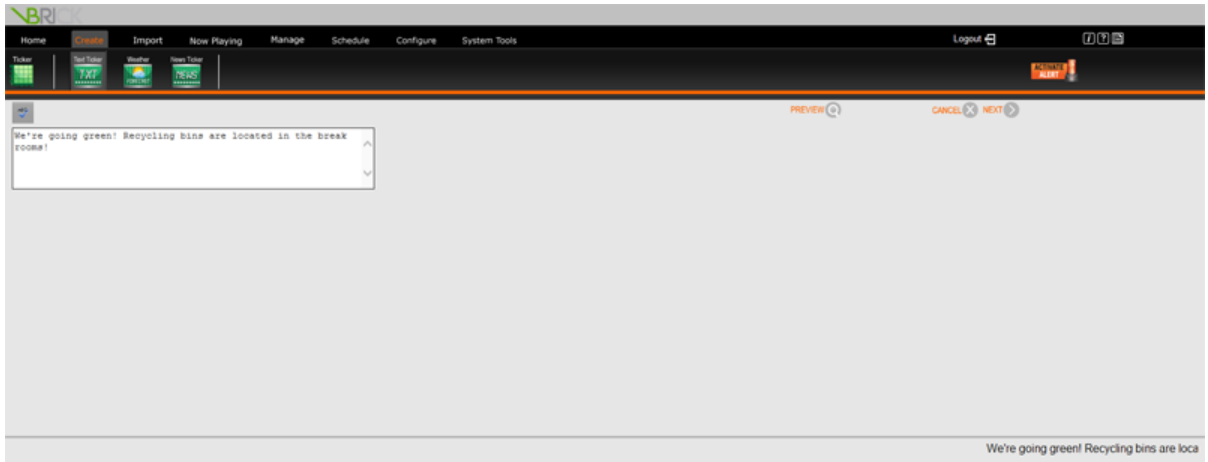 VBRICK
Home Create Import Now Playing Manage Schedule Configure System Tools Logout i ?
Ticker Text Ticker Weather News Ticker
TXT FORECAST NEWS ACTIVATE ALERT
PREVIEW CANCEL NEXT
We're going green! Recycling bins are located in the break
rooms!
We're going green! Recycling bins are loca